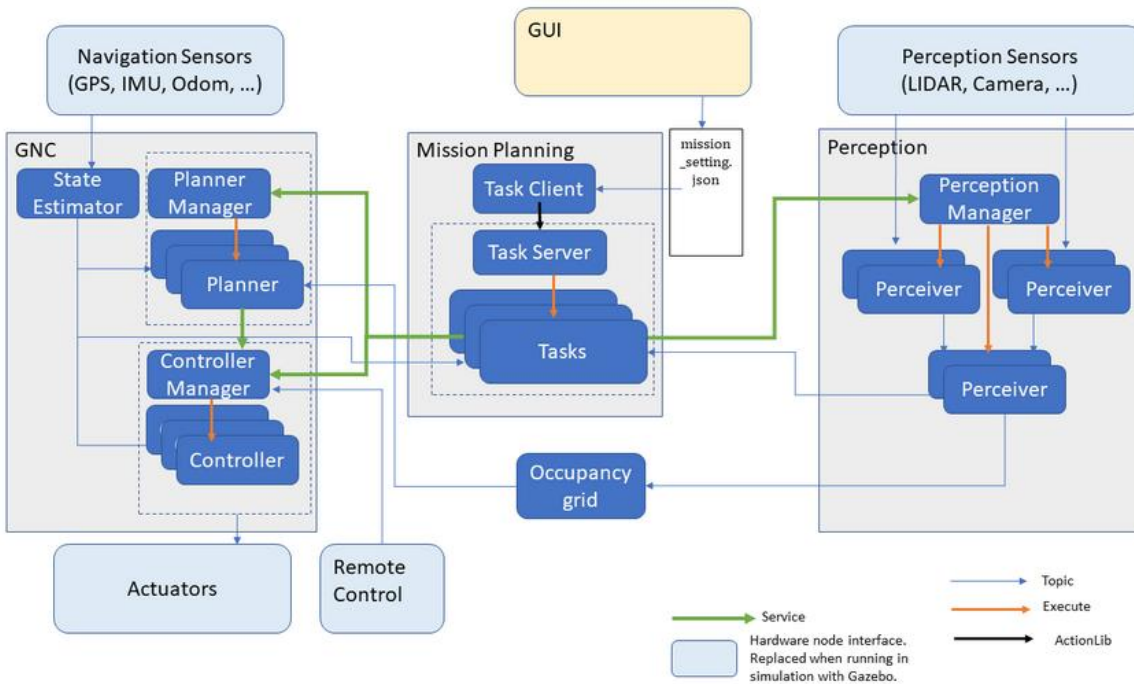 Navigation Sensors
(GPS, IMU, Odom, ...)
GUI
Perception Sensors
(LIDAR, Camera, ...)
GNC
State
Estimator
Planner
Manager
Planner
Controller
Manager
Controller
Mission Planning
Task Client
Task Server
Tasks
mission
_setting.
json
Perception
Perception
Manager
Perceiver
Perceiver
Perceiver
Occupancy
grid
Actuators
Remote
Control
Topic
Execute
Service
ActionLib
Hardware node interface.
Replaced when running in
simulation with Gazebo.